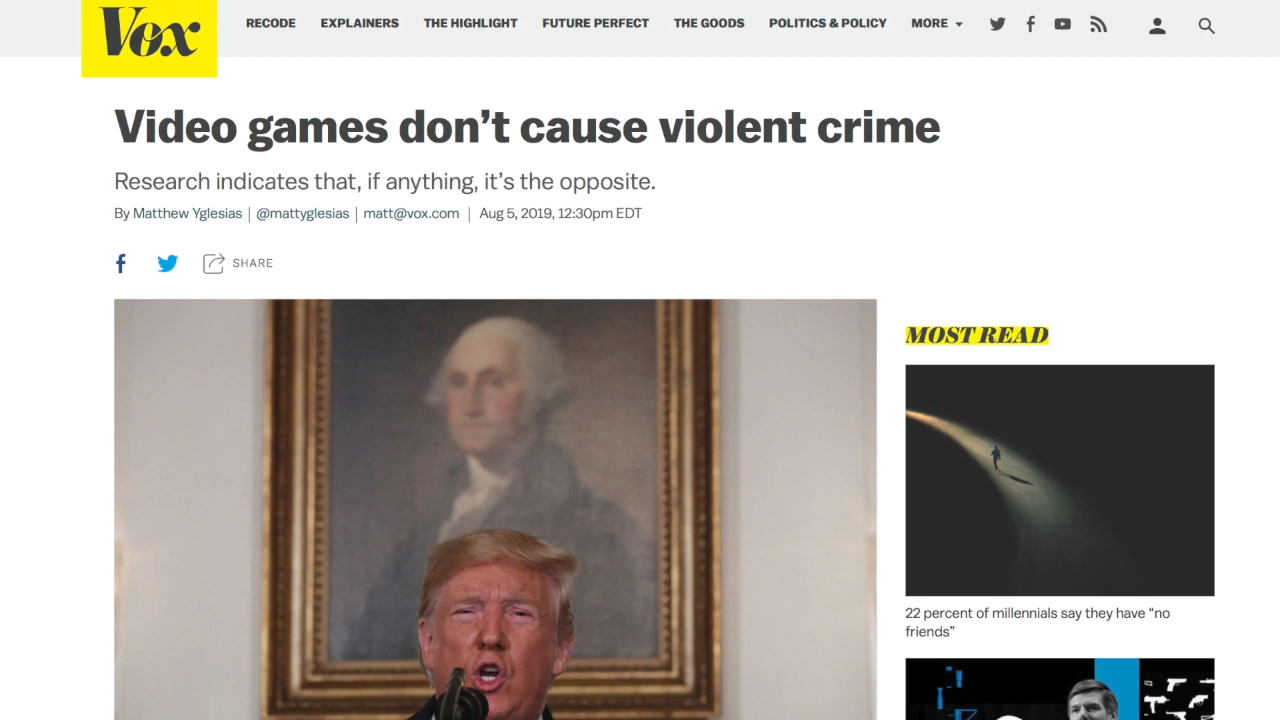 Vox
RECODE EXPLAINERS THE HIGHLIGHT FUTURE PERFECT THE GOODS POLITICS & POLICY MORE
Video games don’t cause violent crime
Research indicates that, if anything, it’s the opposite.
By Matthew Yglesias | @mattyglesias | matt@vox.com | Aug 5, 2019, 12:30pm EDT
SHARE
MOST READ
22 percent of millennials say they have “no
friends”